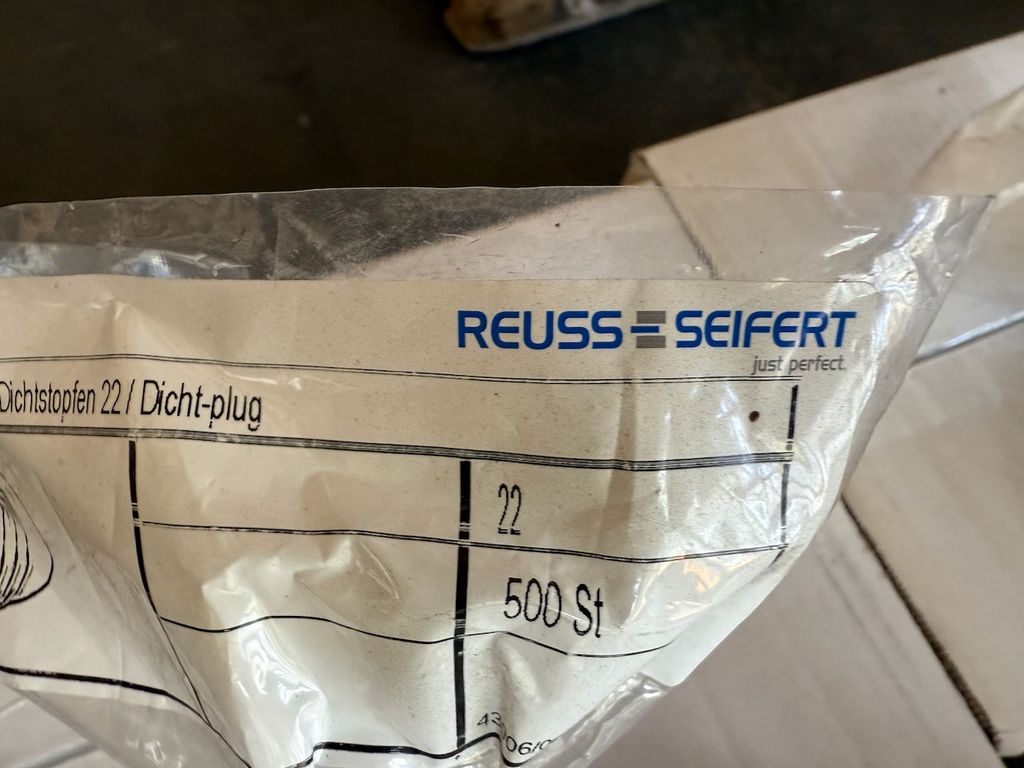 REUSS SEIFERT
just perfect.
Dichtstopfen 22 / Dicht-plug
22
500 St